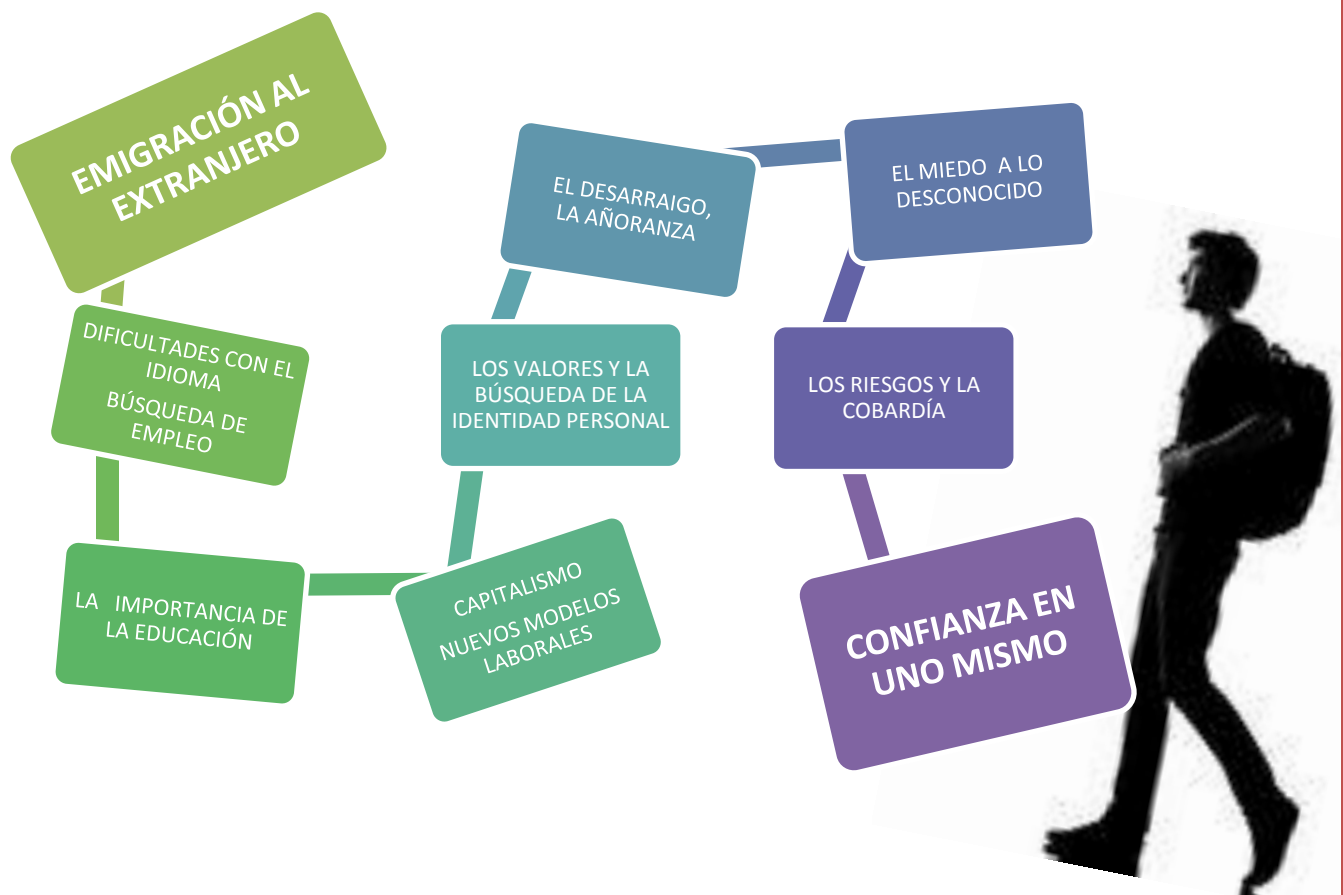 EMIGRACIÓN AL
EXTRANJERO
DIFICULTADES CON EL
IDIOMA
BÚSQUEDA DE
EMPLEO
LA IMPORTANCIA DE
LA EDUCACIÓN
CAPITALISMO
NUEVOS MODELOS
LABORALES
LOS VALORES Y LA
BÚSQUEDA DE LA
IDENTIDAD PERSONAL
EL DESARRAIGO,
LA AÑORANZA
EL MIEDO A LO
DESCONOCIDO
LOS RIESGOS Y LA
COBARDÍA
CONFIANZA EN
UNO MISMO